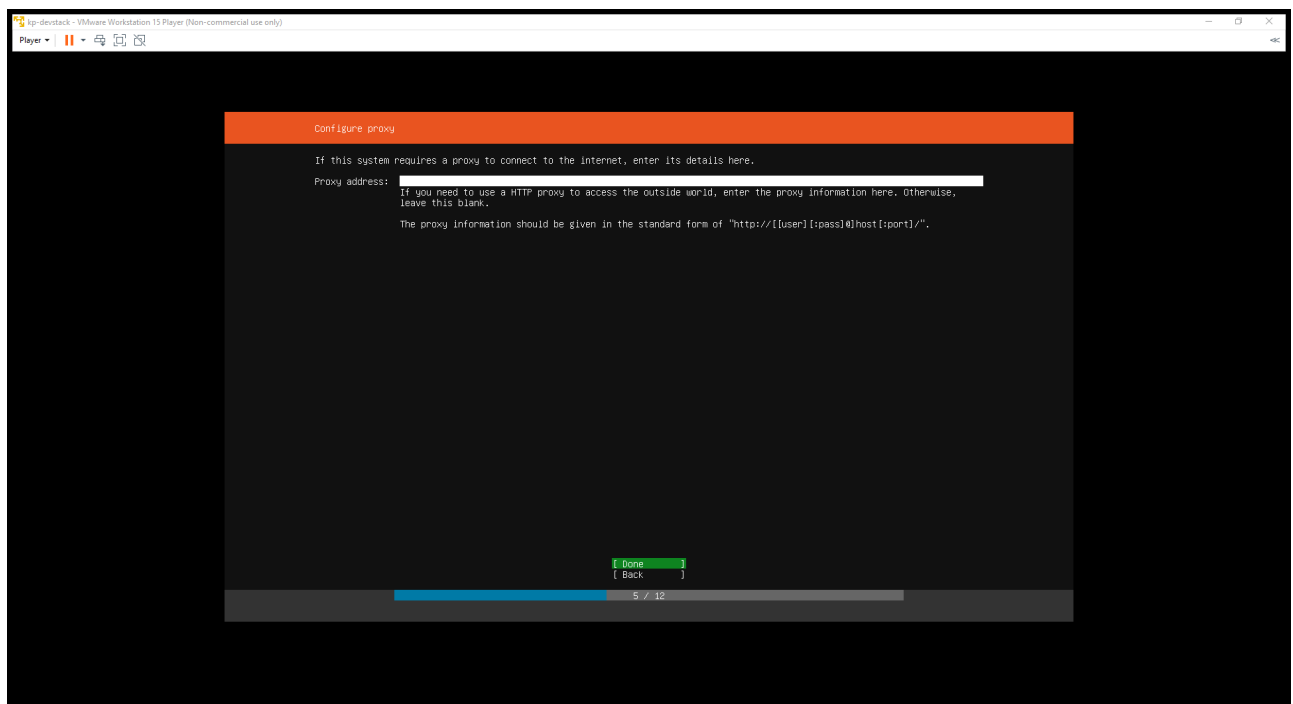 kp-devstack - VMware Workstation 15 Player (Non-commercial use only)
Player
Configure proxy
If this system requires a proxy to connect to the internet, enter its details here.
Proxy address:
If you need to use a HTTP proxy to access the outside world, enter the proxy information here. Otherwise,
leave this blank.
The proxy information should be given in the standard form of "http://[[user][:pass]@]host[:port]/".
[ Done ]
[ Back ]
5 / 12